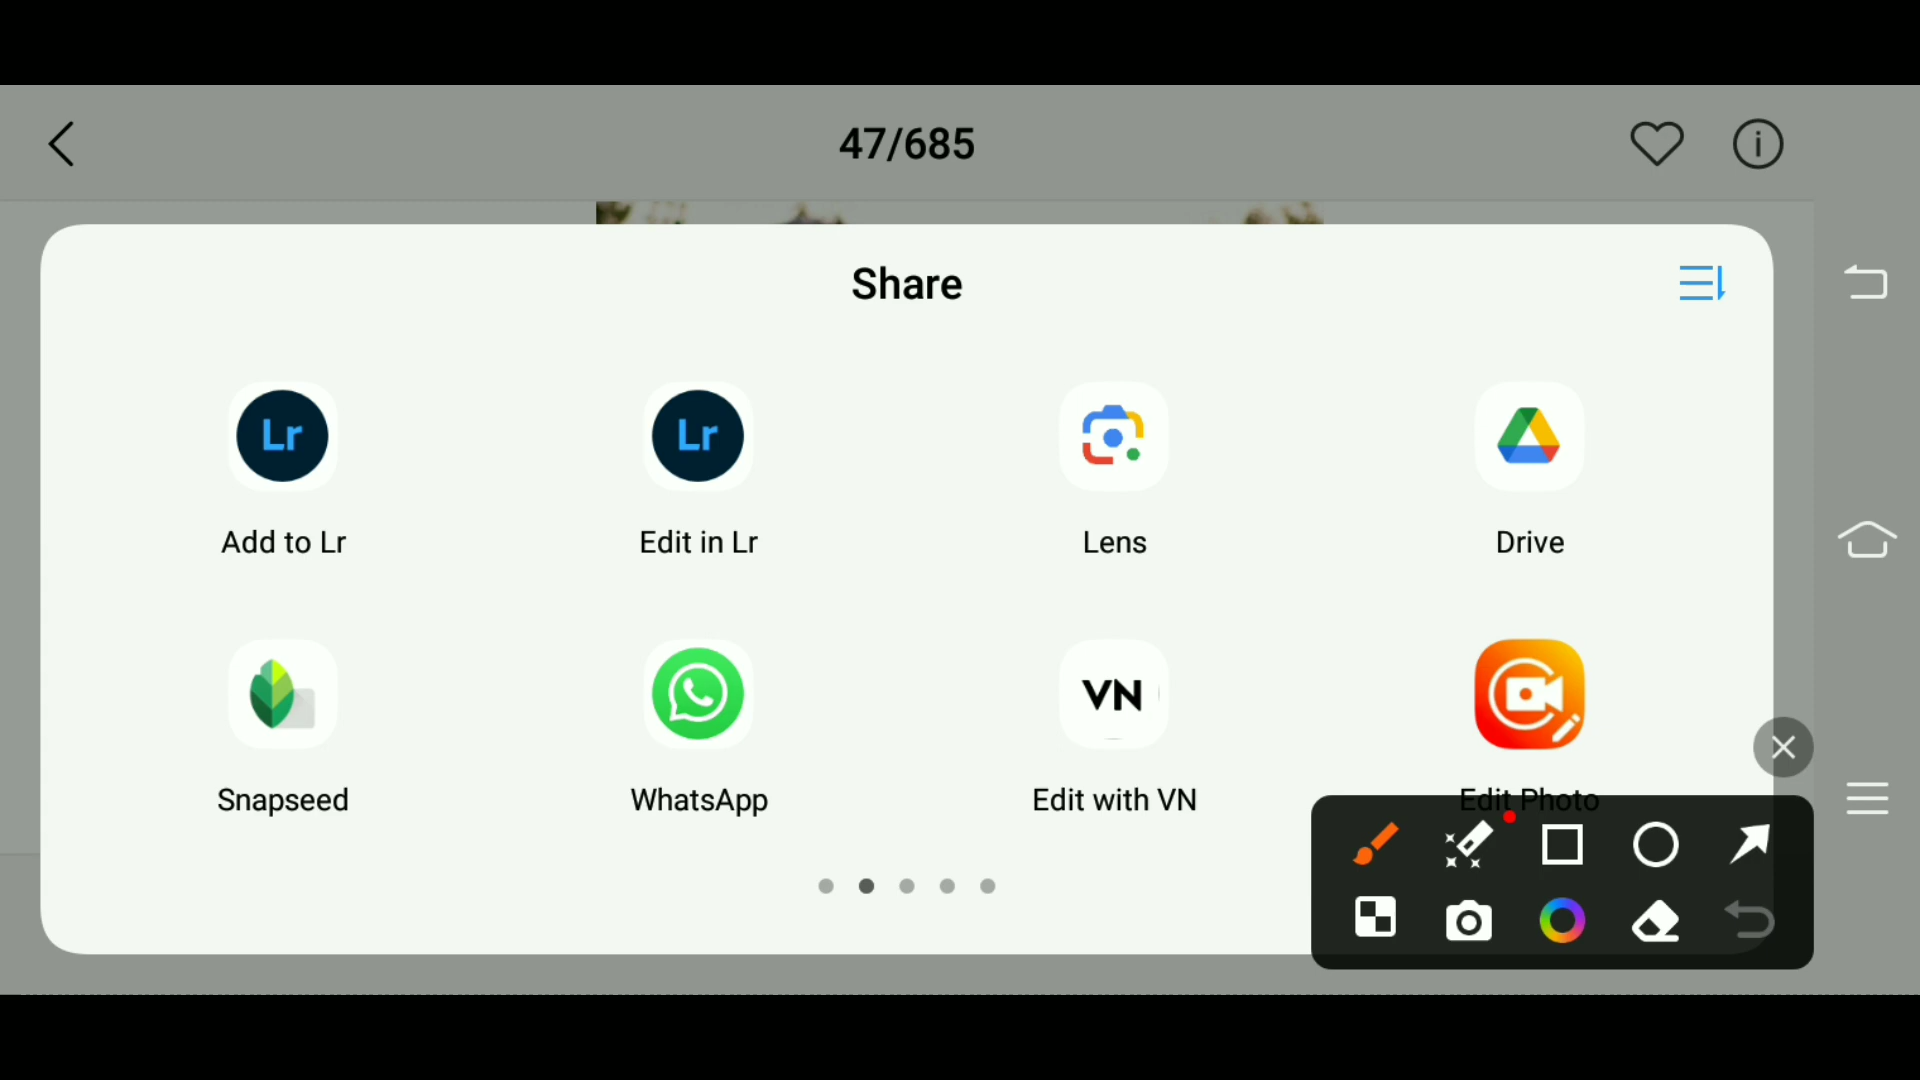 47/685
Share
Lr
Lr
Add to Lr
Edit in Lr
Lens
Drive
VN
Snapseed
WhatsApp
Edit with VN
Edit Photo